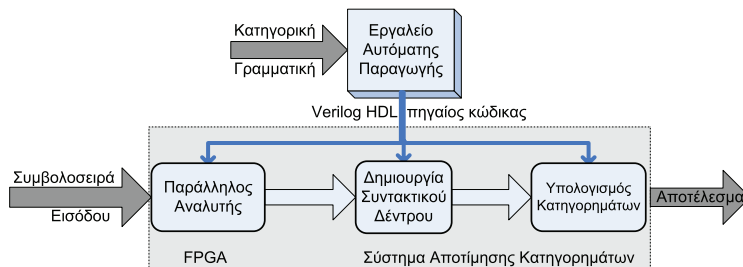 Κατηγορική
Γραμματική
Εργαλείο
Αυτόματης
Παραγωγής
Verilog HDL πηγαίος κώδικας
Συμβολοσειρά
Εισόδου
Παράλληλος
Αναλυτής
Δημιουργία
Συντακτικού
Δέντρου
Υπολογισμός
Κατηγορημάτων
Αποτέλεσμα
FPGA
Σύστημα Αποτίμησης Κατηγορημάτων